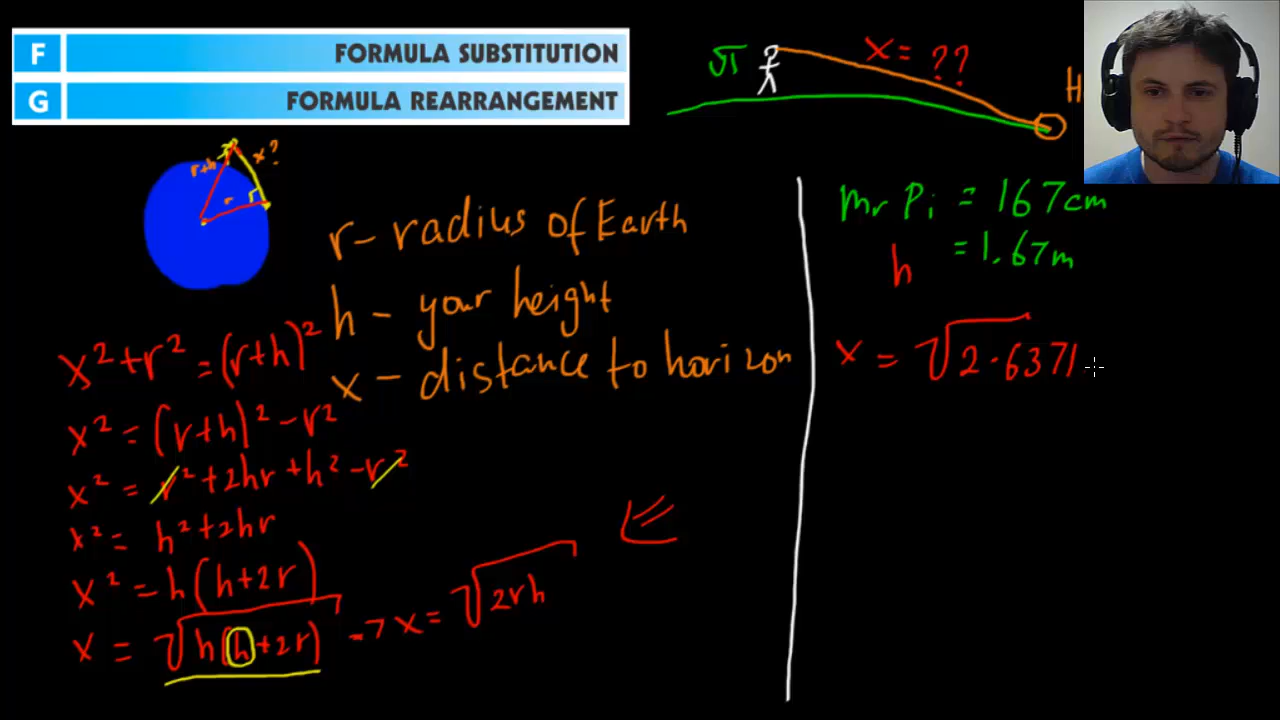 F FORMULA SUBSTITUTION
G FORMULA REARRANGEMENT
x = ??
H
r+h
x?
r
r - radius of Earth
h - your height
x - distance to horizon
x² + r² = (r+h)²
x² = (r+h)² - r²
x² = r² + 2hr + h² - r²
x² = h² + 2hr
x² = h(h+2r)
x = √h(h+2r) -> x = √2rh
Mr Pi = 167cm
h = 1.67m
x = √2·6371